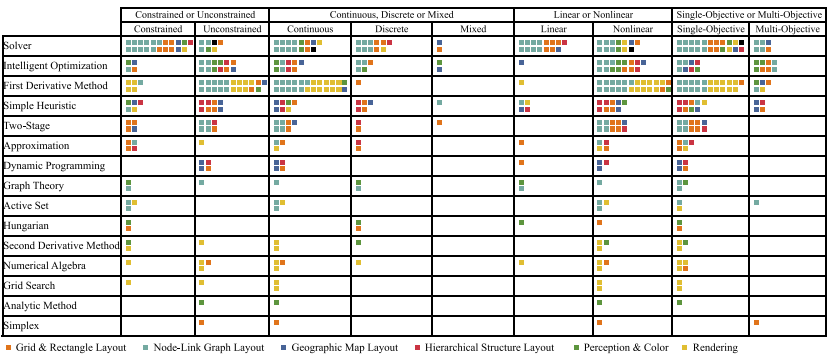 Constrained or Unconstrained Continuous, Discrete or Mixed Linear or Nonlinear Single-Objective or Multi-Objective
Constrained Unconstrained Continuous Discrete Mixed Linear Nonlinear Single-Objective Multi-Objective
Solver
Intelligent Optimization
First Derivative Method
Simple Heuristic
Two-Stage
Approximation
Dynamic Programming
Graph Theory
Active Set
Hungarian
Second Derivative Method
Numerical Algebra
Grid Search
Analytic Method
Simplex
Grid & Rectangle Layout Node-Link Graph Layout Geographic Map Layout Hierarchical Structure Layout Perception & Color Rendering